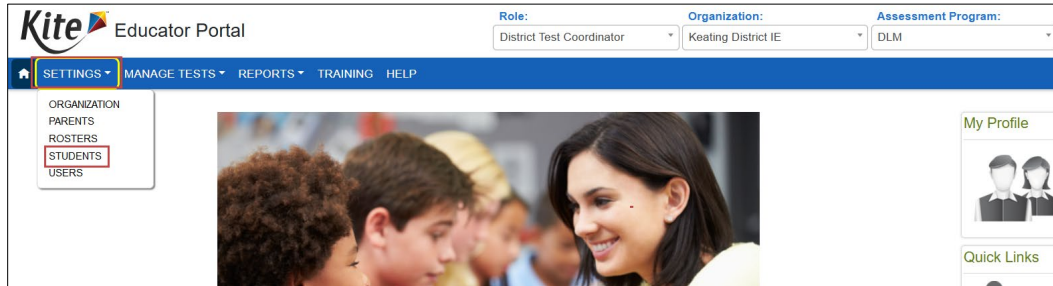 Kite Educator Portal
Role: Organization: Assessment Program:
District Test Coordinator Keating District IE DLM
SETTINGS MANAGE TESTS REPORTS TRAINING HELP
ORGANIZATION
PARENTS
ROSTERS
STUDENTS
USERS
My Profile
Quick Links